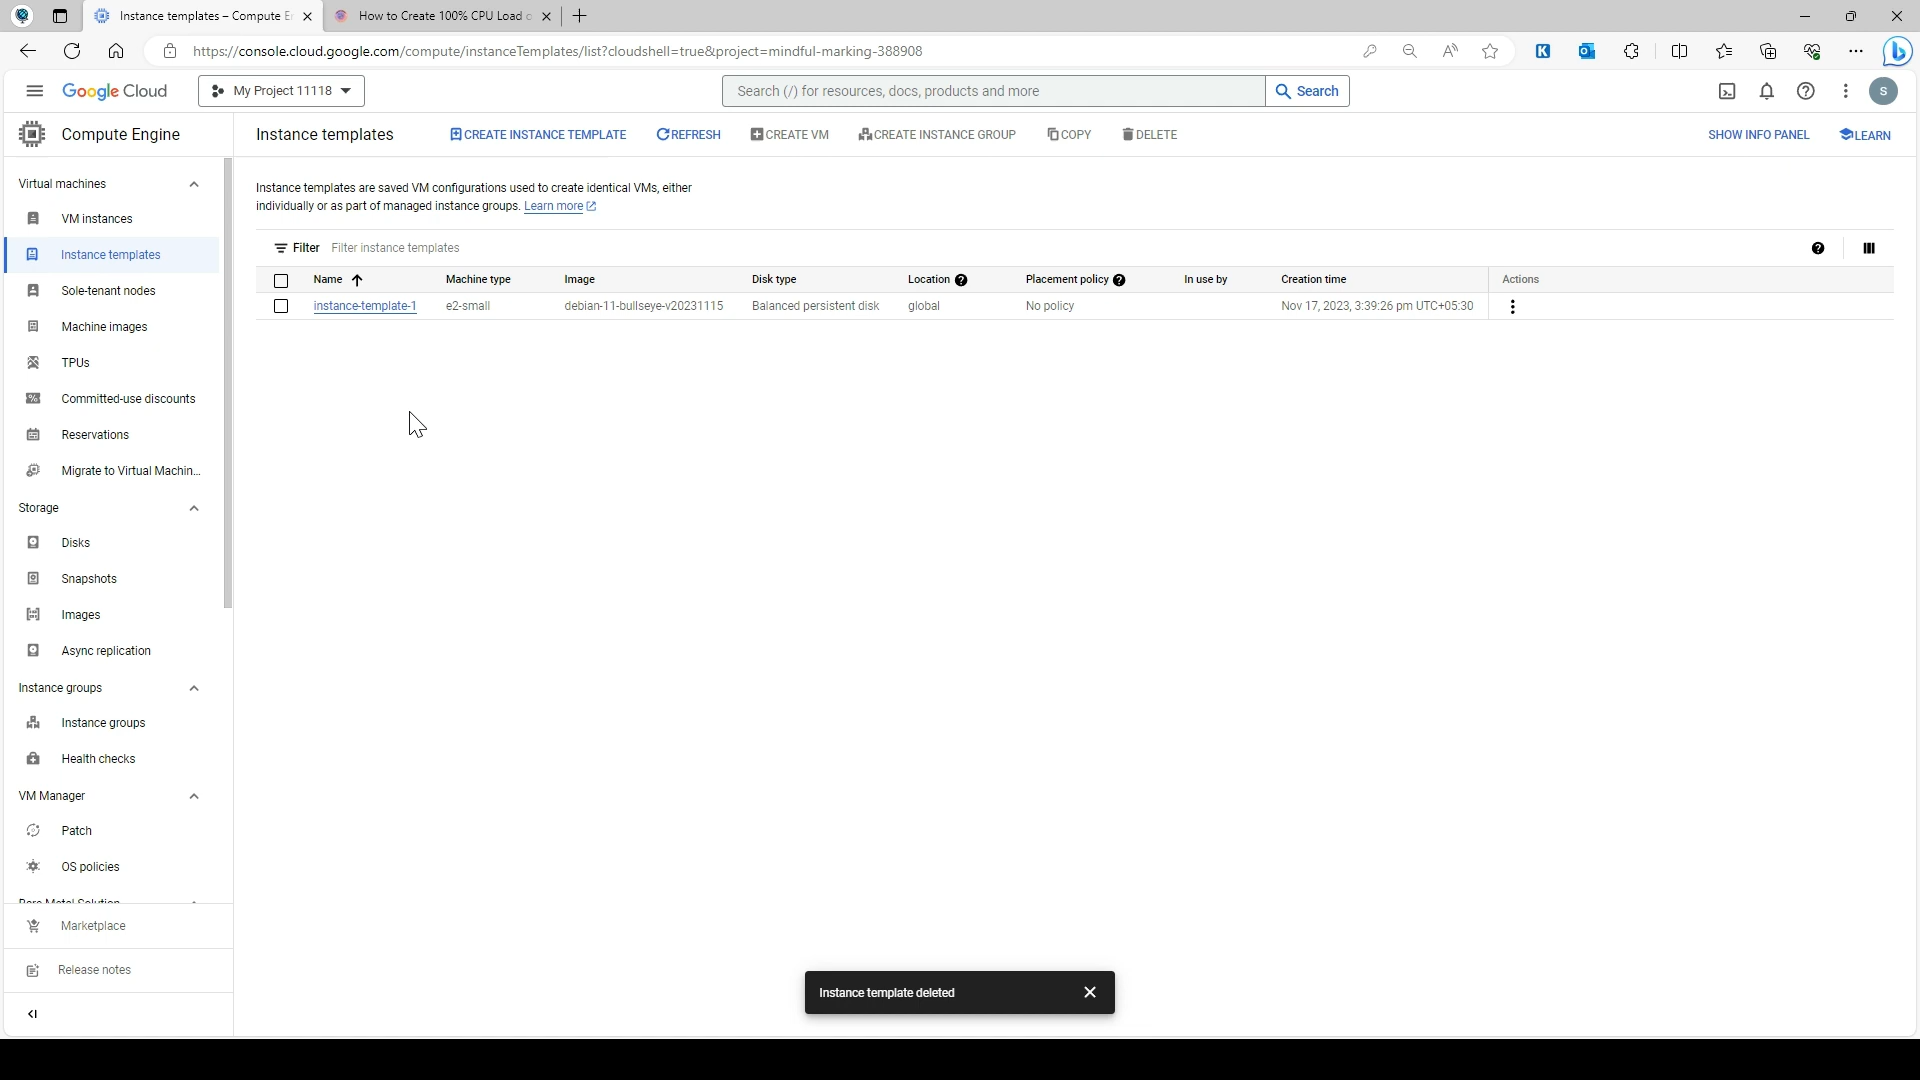 Instance templates – Compute E
How to Create 100% CPU Load o
https://console.cloud.google.com/compute/instanceTemplates/list?cloudshell=true&project=mindful-marking-388908
Google Cloud
My Project 11118
Search (/) for resources, docs, products and more
Search
S
Compute Engine
Instance templates
CREATE INSTANCE TEMPLATE
REFRESH
CREATE VM
CREATE INSTANCE GROUP
COPY
DELETE
SHOW INFO PANEL
LEARN
Virtual machines
VM instances
Instance templates
Sole-tenant nodes
Machine images
TPUs
Committed-use discounts
Reservations
Migrate to Virtual Machin...
Storage
Disks
Snapshots
Images
Async replication
Instance groups
Instance groups
Health checks
VM Manager
Patch
OS policies
Bare Metal Solution
Marketplace
Release notes
Instance templates are saved VM configurations used to create identical VMs, either
individually or as part of managed instance groups. Learn more
Filter Filter instance templates
Name Machine type Image Disk type Location Placement policy In use by Creation time Actions
instance-template-1 e2-small debian-11-bullseye-v20231115 Balanced persistent disk global No policy Nov 17, 2023, 3:39:26 pm UTC+05:30
Instance template deleted